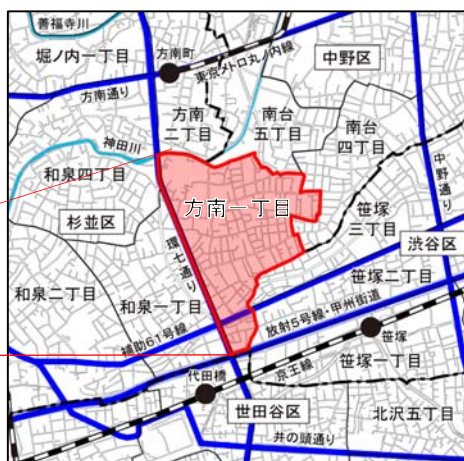 善福寺川
堀ノ内一丁目
方南町
東京メトロ丸ノ内線
中野区
方南通り
方南
二丁目
南台
五丁目
南台
四丁目
中野通り
神田川
和泉四丁目
杉並区
方南一丁目
笹塚
三丁目
渋谷区
環七通り
和泉二丁目
和泉一丁目
笹塚二丁目
補助61号線
放射5号線・甲州街道
笹塚
笹塚一丁目
代田橋
京王線
世田谷区
北沢五丁目
井の頭通り